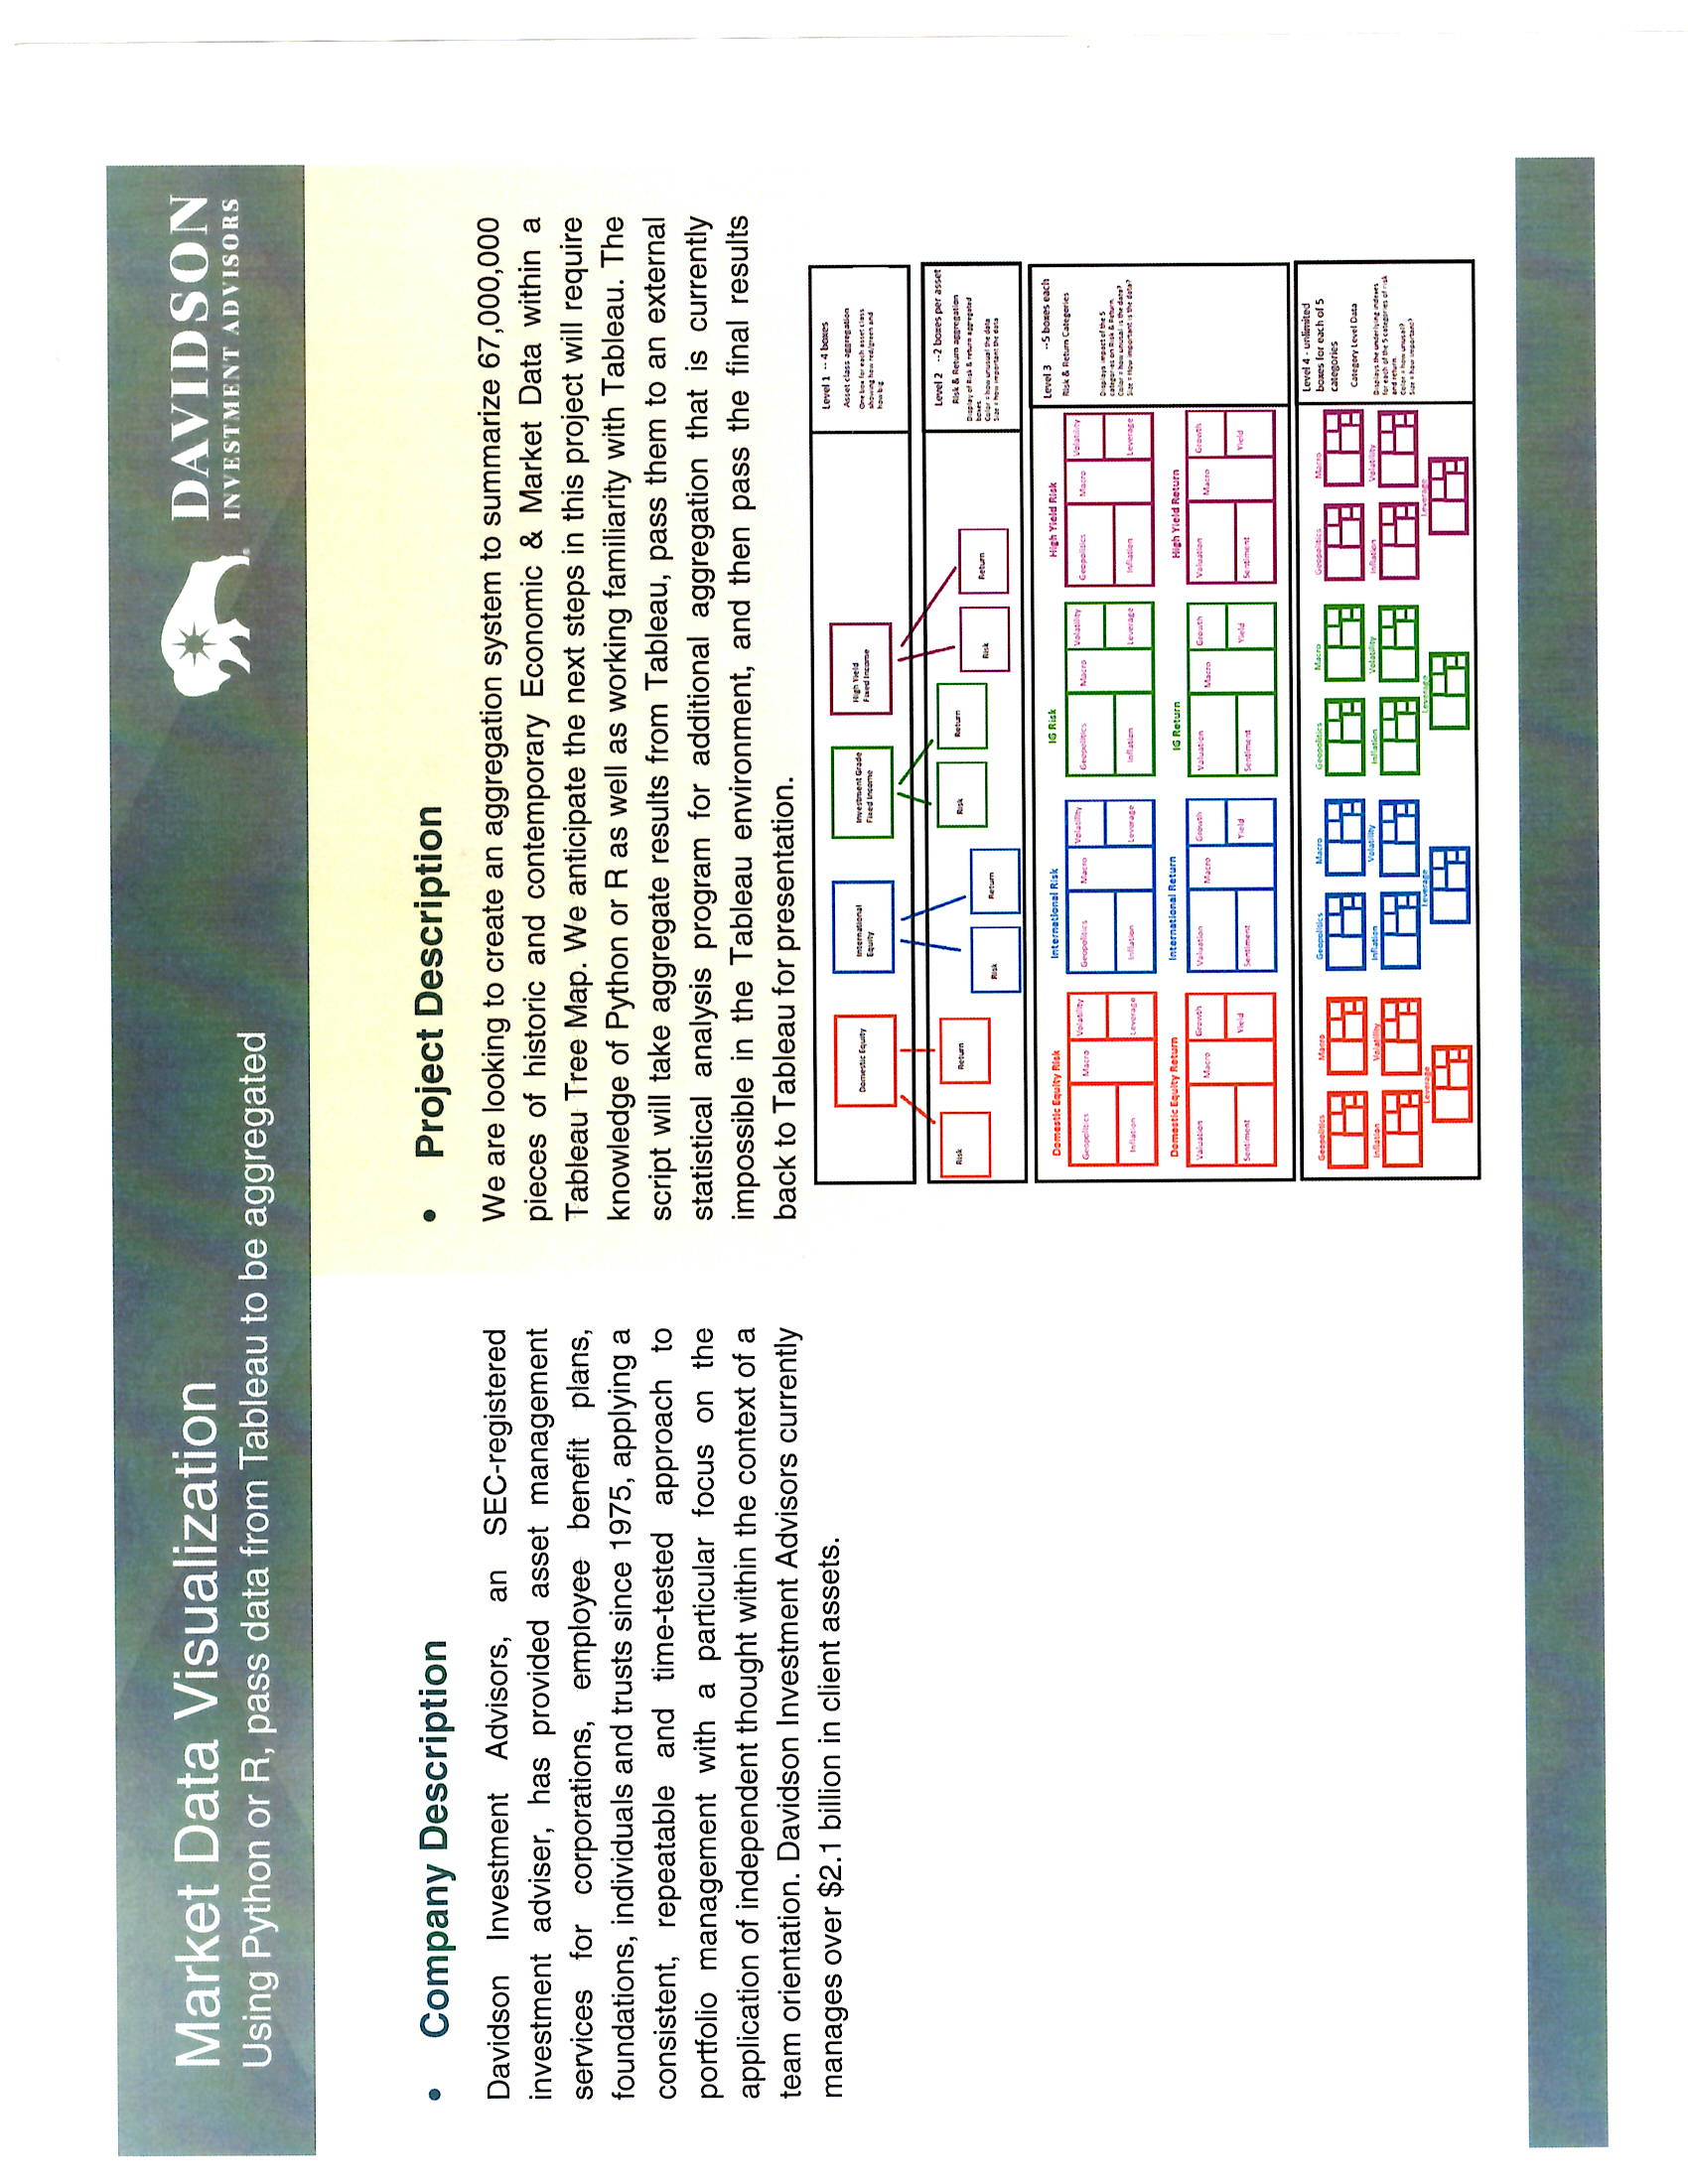 Market Data Visualization
Using Python or R, pass data from Tableau to be aggregated
DAVIDSON
INVESTMENT ADVISORS
• Company Description
Davidson Investment Advisors, an SEC-registered
investment adviser, has provided asset management
services for corporations, employee benefit plans,
foundations, individuals and trusts since 1975, applying a
consistent, repeatable and time-tested approach to
portfolio management with a particular focus on the
application of independent thought within the context of a
team orientation. Davidson Investment Advisors currently
manages over $2.1 billion in client assets.
• Project Description
We are looking to create an aggregation system to summarize 67,000,000
pieces of historic and contemporary Economic & Market Data within a
Tableau Tree Map. We anticipate the next steps in this project will require
knowledge of Python or R as well as working familiarity with Tableau. The
script will take aggregate results from Tableau, pass them to an external
statistical analysis program for additional aggregation that is currently
impossible in the Tableau environment, and then pass the final results
back to Tableau for presentation.
Domestic Equity
International
Equity
Investment Grade
Fixed Income
High Yield
Fixed Income
Level 1 -- 4 boxes
Asset class aggregation
One box for each asset class
showing how red/green and
how big
Risk
Return
Risk
Return
Risk
Return
Risk
Return
Level 2 --2 boxes per asset
Risk & Return aggregation
Display of Risk & return aggregated
boxes
Color = how unusual the data
Size = how important the data
Domestic Equity Risk
Geopolitics
Macro
Volatility
Inflation
Leverage
International Risk
Geopolitics
Macro
Volatility
Inflation
Leverage
IG Risk
Geopolitics
Macro
Volatility
Inflation
Leverage
High Yield Risk
Geopolitics
Macro
Volatility
Inflation
Leverage
Domestic Equity Return
Valuation
Macro
Growth
Sentiment
Yield
International Return
Valuation
Macro
Growth
Sentiment
Yield
IG Return
Valuation
Macro
Growth
Sentiment
Yield
High Yield Return
Valuation
Macro
Growth
Sentiment
Yield
Level 3 --5 boxes each
Risk & Return Categories
Displays impact of the 5
categories on Risk & Return
Color = how unusal is the data?
Size = How important is the data?
Geopolitics
Macro
Inflation
Volatility
Leverage
Geopolitics
Macro
Inflation
Volatility
Leverage
Geopolitics
Macro
Inflation
Volatility
Leverage
Geopolitics
Macro
Inflation
Volatility
Leverage
Level 4 - unlimited
boxes for each of 5
categories
Category Level Data
Displays the underlying indexes
for each of the 5 categories of risk
and return
Color = how unusual?
Size = how important?